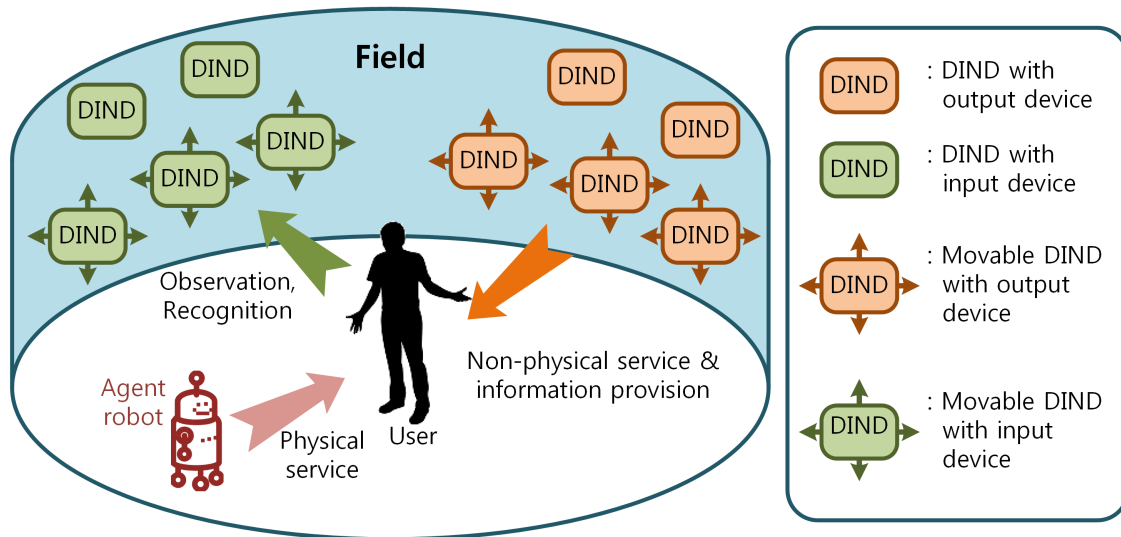 Field
DIND
DIND
DIND
DIND
DIND
DIND
DIND
DIND
DIND
DIND
Observation,
Recognition
Non-physical service &
information provision
Agent
robot
Physical
service
User
DIND
: DIND with
output device
DIND
: DIND with
input device
DIND
: Movable DIND
with output
device
DIND
: Movable DIND
with input
device